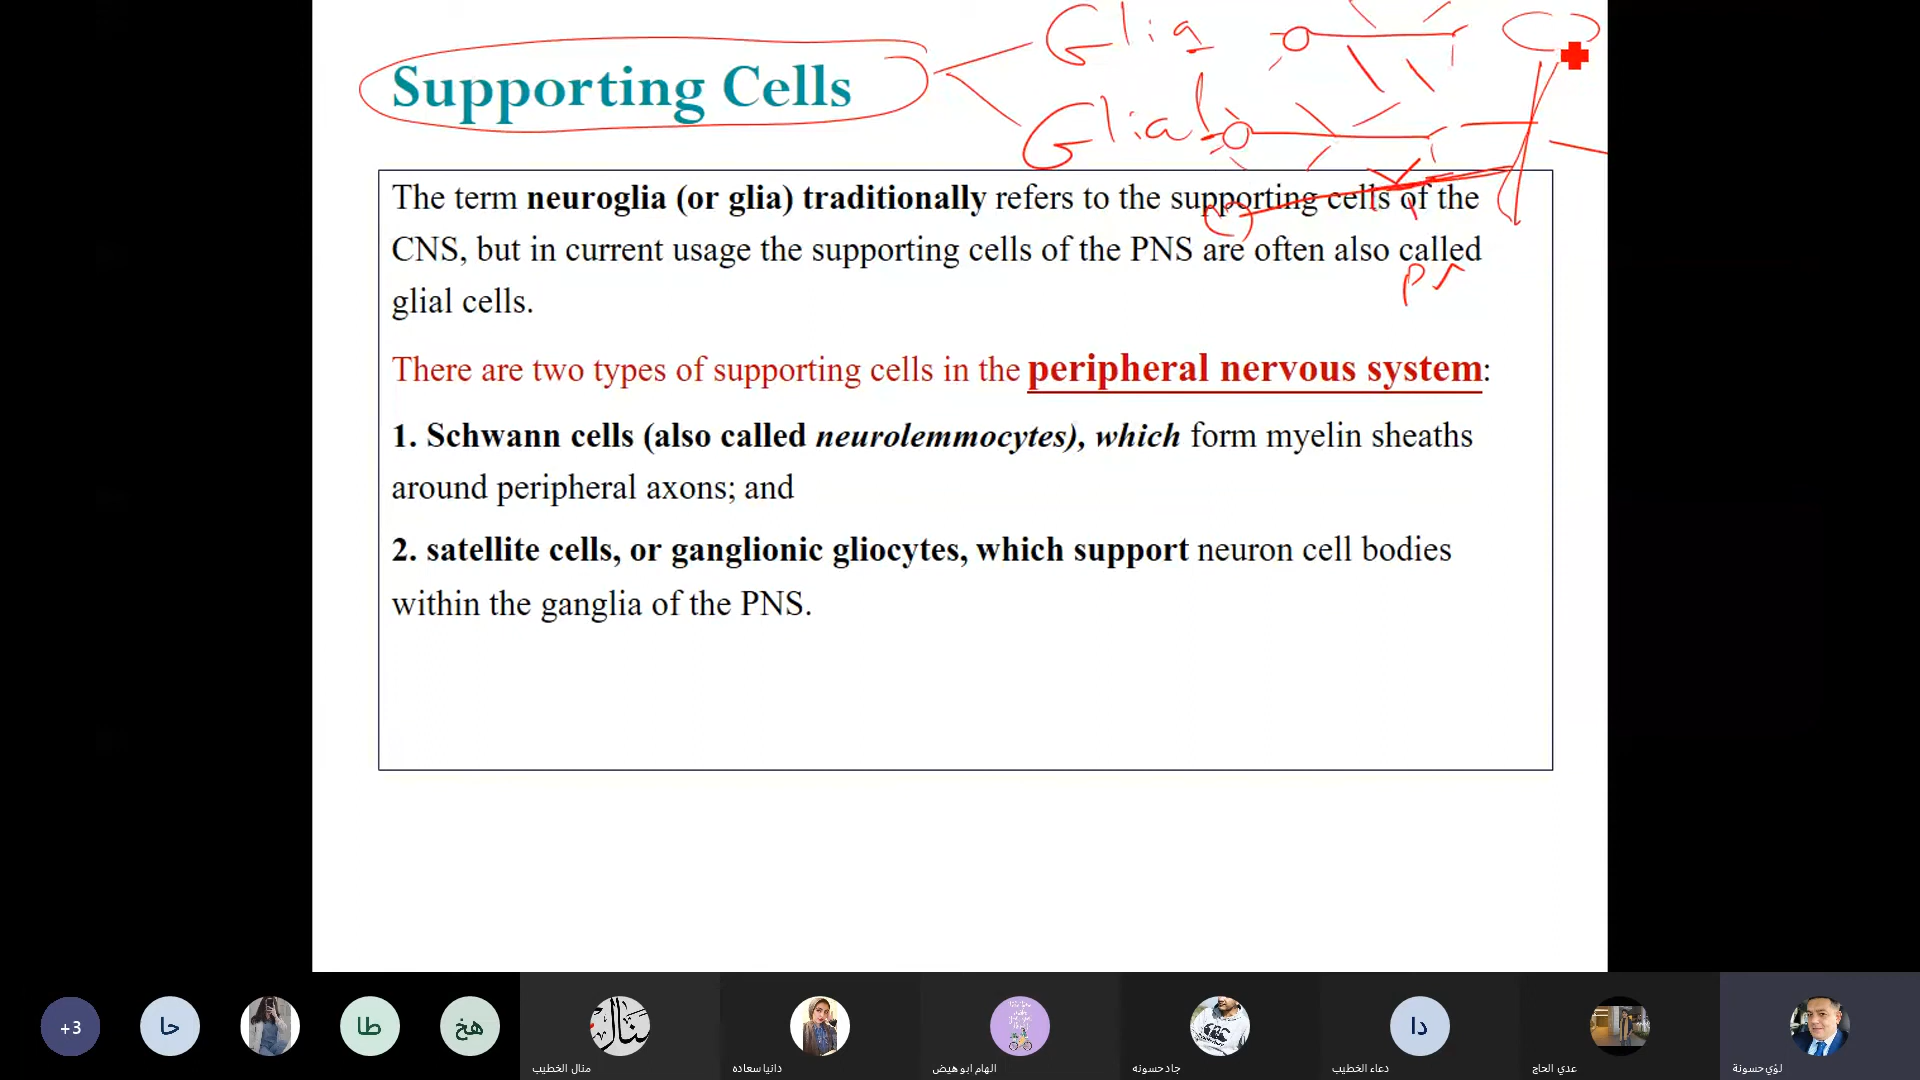 Glia
Supporting Cells
Glial
The term neuroglia (or glia) traditionally refers to the supporting cells of the
CNS, but in current usage the supporting cells of the PNS are often also called
glial cells.
There are two types of supporting cells in the peripheral nervous system:
1. Schwann cells (also called neurolemmocytes), which form myelin sheaths
around peripheral axons; and
2. satellite cells, or ganglionic gliocytes, which support neuron cell bodies
within the ganglia of the PNS.
+3 حا طا هخ منال دا
منال الخطيب دانيا سعاده الهام ابو هيض جاد حسونه دعاء الخطيب عدي الحاج لؤي حسونة